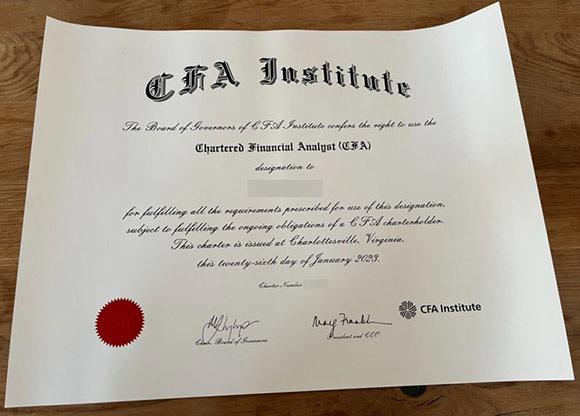 CFA Institute
The Board of Governors of CFA Institute confers the right to use the
Chartered Financial Analyst (CFA)
designation to
for fulfilling all the requirements prescribed for use of this designation,
subject to fulfilling the ongoing obligations of a CFA charterholder.
This charter is issued at Charlottesville, Virginia,
this twenty-sixth day of January 2023.
Charter Number
CFA Institute
Chair, Board of Governors
President and CEO